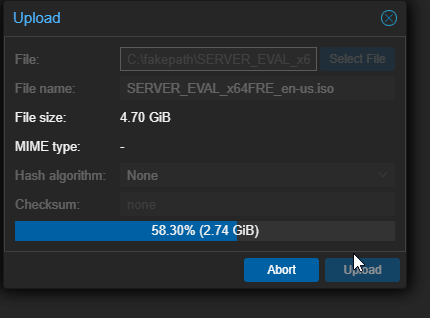 Upload
File: C:\fakepath\SERVER_EVAL_x6 Select File
File name: SERVER_EVAL_x64FRE_en-us.iso
File size: 4.70 GiB
MIME type: -
Hash algorithm: None
Checksum: none
58.30% (2.74 GiB)
Abort Upload